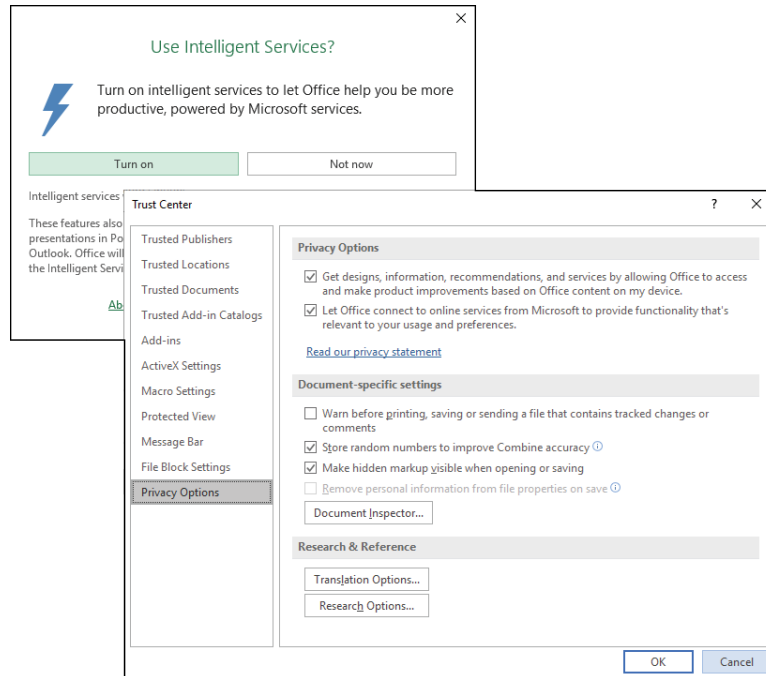 Use Intelligent Services?
Turn on intelligent services to let Office help you be more
productive, powered by Microsoft services.
Turn on
Not now
Intelligent services
These features also
presentations in Po
Outlook. Office will
the Intelligent Servi
Ab
Trust Center
?
Trusted Publishers
Trusted Locations
Trusted Documents
Trusted Add-in Catalogs
Add-ins
ActiveX Settings
Macro Settings
Protected View
Message Bar
File Block Settings
Privacy Options
Privacy Options
Get designs, information, recommendations, and services by allowing Office to access
and make product improvements based on Office content on my device.
Let Office connect to online services from Microsoft to provide functionality that's
relevant to your usage and preferences.
Read our privacy statement
Document-specific settings
Warn before printing, saving or sending a file that contains tracked changes or
comments
Store random numbers to improve Combine accuracy
Make hidden markup visible when opening or saving
Remove personal information from file properties on save
Document Inspector...
Research & Reference
Translation Options...
Research Options...
OK
Cancel